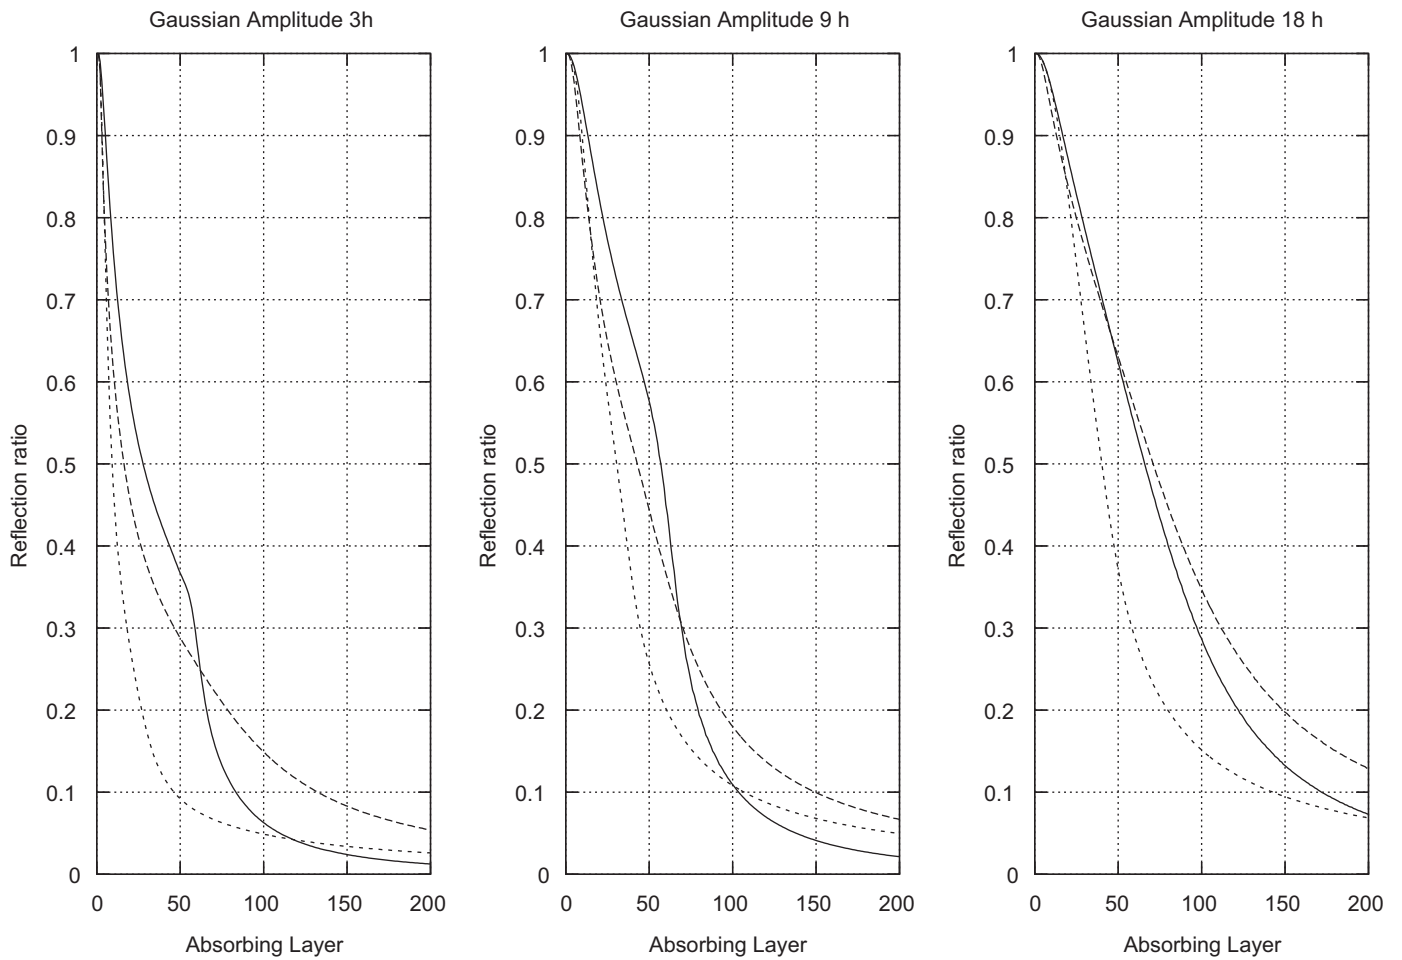 Gaussian Amplitude 3h
1
0.9
0.8
0.7
0.6
0.5
0.4
0.3
0.2
0.1
0
0 50 100 150 200
Reflection ratio
Absorbing Layer
Gaussian Amplitude 9 h
1
0.9
0.8
0.7
0.6
0.5
0.4
0.3
0.2
0.1
0
0 50 100 150 200
Reflection ratio
Absorbing Layer
Gaussian Amplitude 18 h
1
0.9
0.8
0.7
0.6
0.5
0.4
0.3
0.2
0.1
0
0 50 100 150 200
Reflection ratio
Absorbing Layer